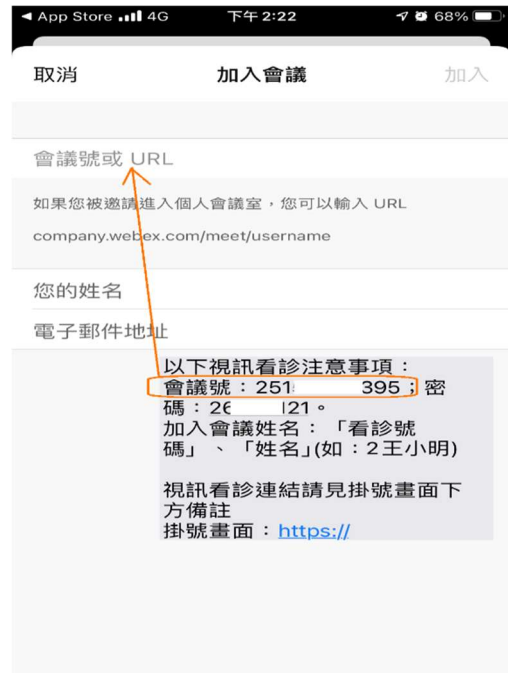 App Store 4G 下午 2:22 68%
取消 加入會議 加入
會議號或 URL
如果您被邀請進入個人會議室，您可以輸入 URL
company.webex.com/meet/username
您的姓名
電子郵件地址
以下視訊看診注意事項：
會議號：251 395；密
碼：26 21。
加入會議姓名：「看診號
碼」、「姓名」(如：2王小明)
視訊看診連結請見掛號畫面下
方備註
掛號畫面：https://